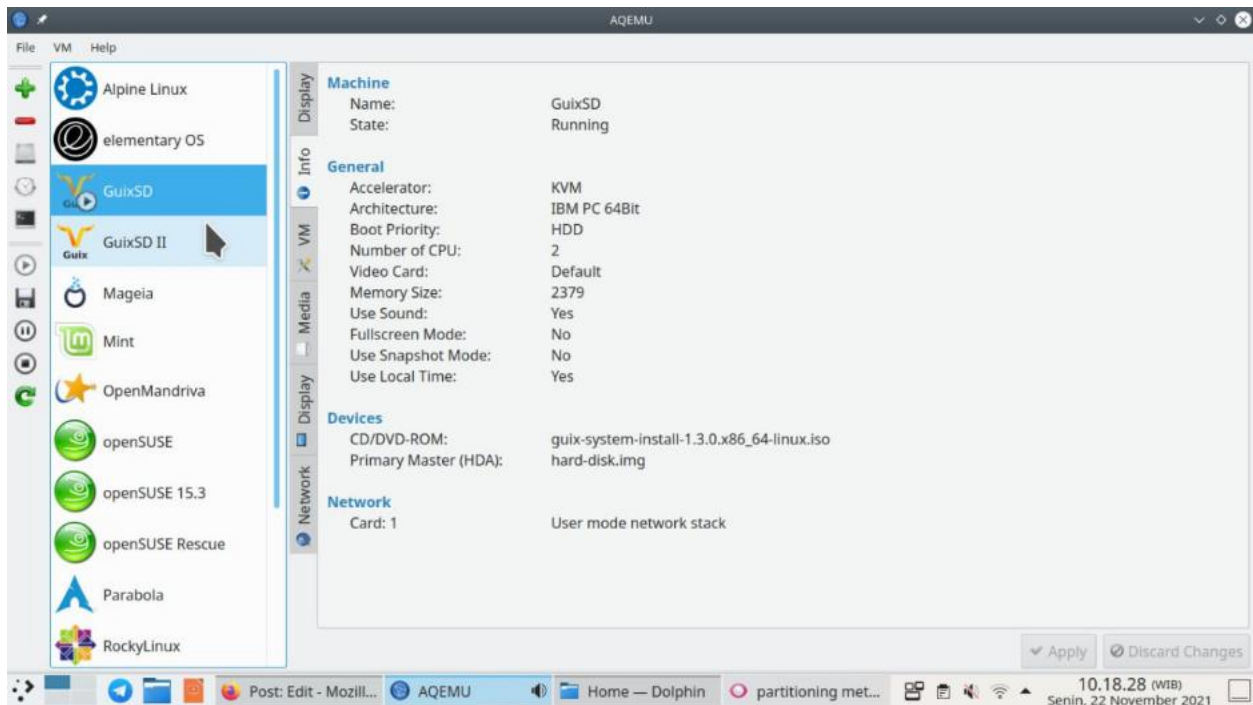 AQEMU
File VM Help
Alpine Linux
elementary OS
GuixSD
GuixSD II
Guix
Mageia
Mint
OpenMandriva
openSUSE
openSUSE 15.3
openSUSE Rescue
Parabola
RockyLinux
Display
Info
VM
Media
Display
Network
Machine
Name: GuixSD
State: Running
General
Accelerator: KVM
Architecture: IBM PC 64Bit
Boot Priority: HDD
Number of CPU: 2
Video Card: Default
Memory Size: 2379
Use Sound: Yes
Fullscreen Mode: No
Use Snapshot Mode: No
Use Local Time: Yes
Devices
CD/DVD-ROM: guix-system-install-1.3.0.x86_64-linux.iso
Primary Master (HDA): hard-disk.img
Network
Card: 1 User mode network stack
Apply Discard Changes
Post: Edit - Mozill... AQEMU Home — Dolphin partitioning met... 10.18.28 (WIB)
Senin, 22 November 2021